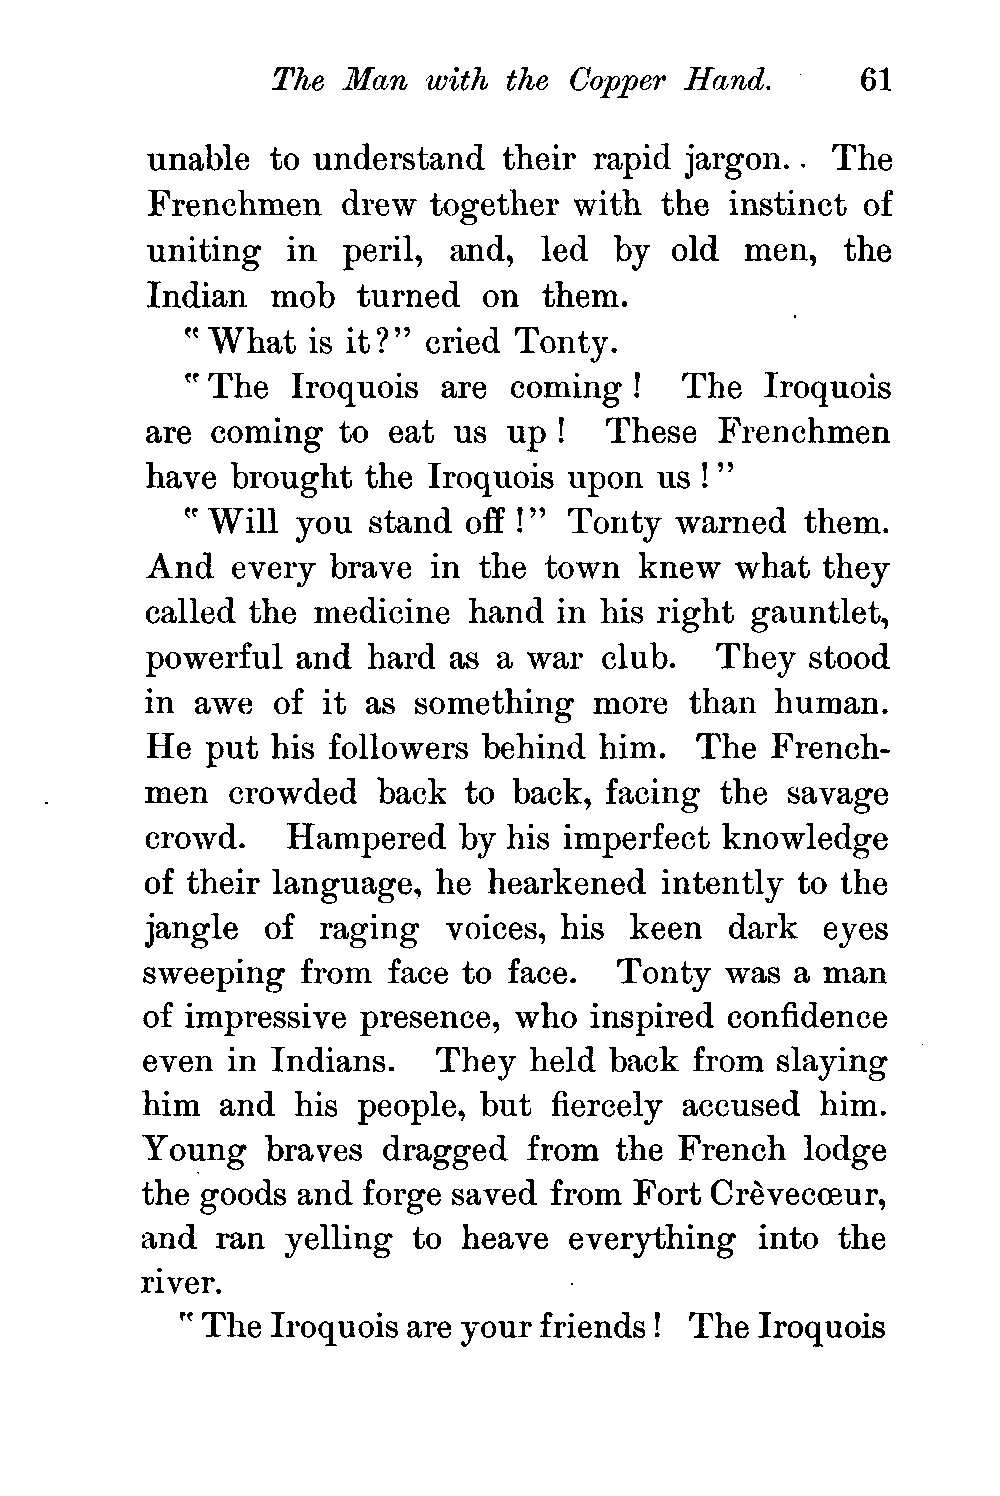 The Man with the Copper Hand. 61
unable to understand their rapid jargon. . The
Frenchmen drew together with the instinct of
uniting in peril, and, led by old men, the
Indian mob turned on them.
"What is it?" cried Tonty.
"The Iroquois are coming! The Iroquois
are coming to eat us up! These Frenchmen
have brought the Iroquois upon us!"
"Will you stand off!" Tonty warned them.
And every brave in the town knew what they
called the medicine hand in his right gauntlet,
powerful and hard as a war club. They stood
in awe of it as something more than human.
He put his followers behind him. The French-
men crowded back to back, facing the savage
crowd. Hampered by his imperfect knowledge
of their language, he hearkened intently to the
jangle of raging voices, his keen dark eyes
sweeping from face to face. Tonty was a man
of impressive presence, who inspired confidence
even in Indians. They held back from slaying
him and his people, but fiercely accused him.
Young braves dragged from the French lodge
the goods and forge saved from Fort Crèvecœur,
and ran yelling to heave everything into the
river.
"The Iroquois are your friends! The Iroquois